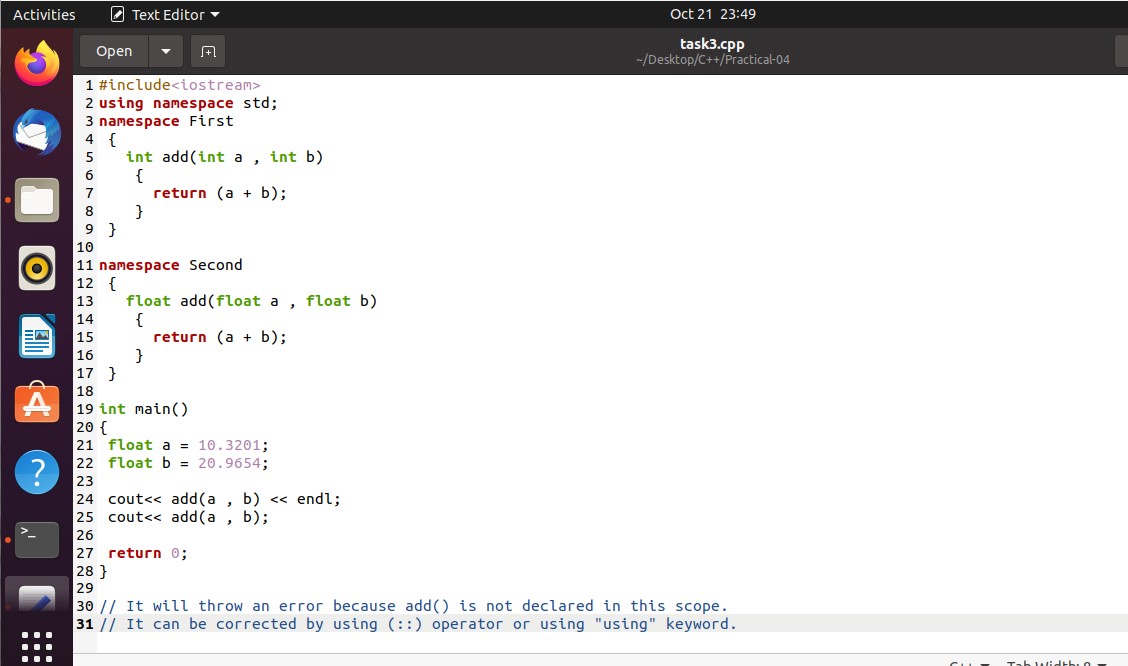 Activities Text Editor Oct 21 23:49
Open task3.cpp
~/Desktop/C++/Practical-04
1 #include<iostream>
2 using namespace std;
3 namespace First
4 {
5 int add(int a , int b)
6 {
7 return (a + b);
8 }
9 }
10
11 namespace Second
12 {
13 float add(float a , float b)
14 {
15 return (a + b);
16 }
17 }
18
19 int main()
20 {
21 float a = 10.3201;
22 float b = 20.9654;
23
24 cout<< add(a , b) << endl;
25 cout<< add(a , b);
26
27 return 0;
28 }
29
30 // It will throw an error because add() is not declared in this scope.
31 // It can be corrected by using (::) operator or using "using" keyword.
C++ Tab Width: 8